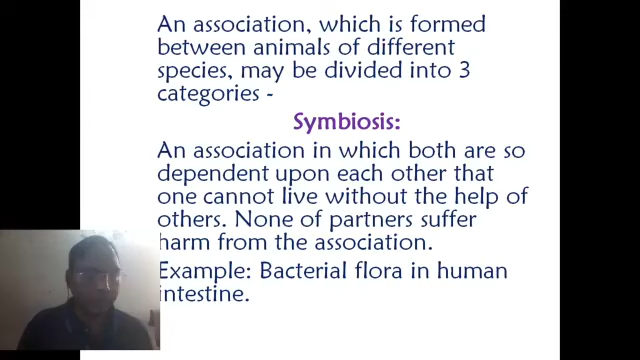 An association, which is formed
between animals of different
species, may be divided into 3
categories -
Symbiosis:
An association in which both are so
dependent upon each other that
one cannot live without the help of
others. None of partners suffer
harm from the association.
Example: Bacterial flora in human
intestine.